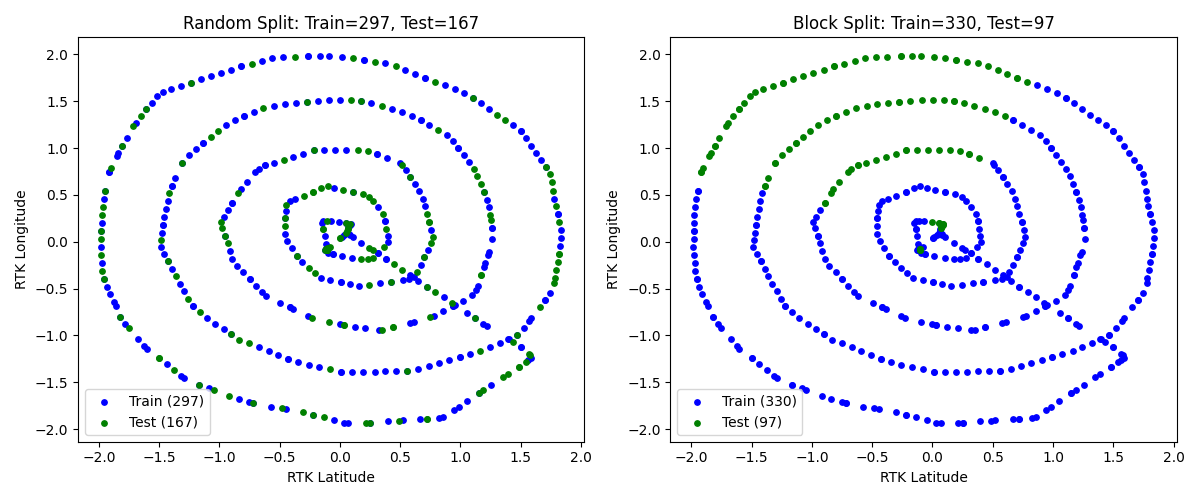 Random Split: Train=297, Test=167
RTK Longitude
2.0
1.5
1.0
0.5
0.0
−0.5
−1.0
−1.5
−2.0
Train (297)
Test (167)
−2.0 −1.5 −1.0 −0.5 0.0 0.5 1.0 1.5 2.0
RTK Latitude
Block Split: Train=330, Test=97
RTK Longitude
2.0
1.5
1.0
0.5
0.0
−0.5
−1.0
−1.5
−2.0
Train (330)
Test (97)
−2.0 −1.5 −1.0 −0.5 0.0 0.5 1.0 1.5 2.0
RTK Latitude